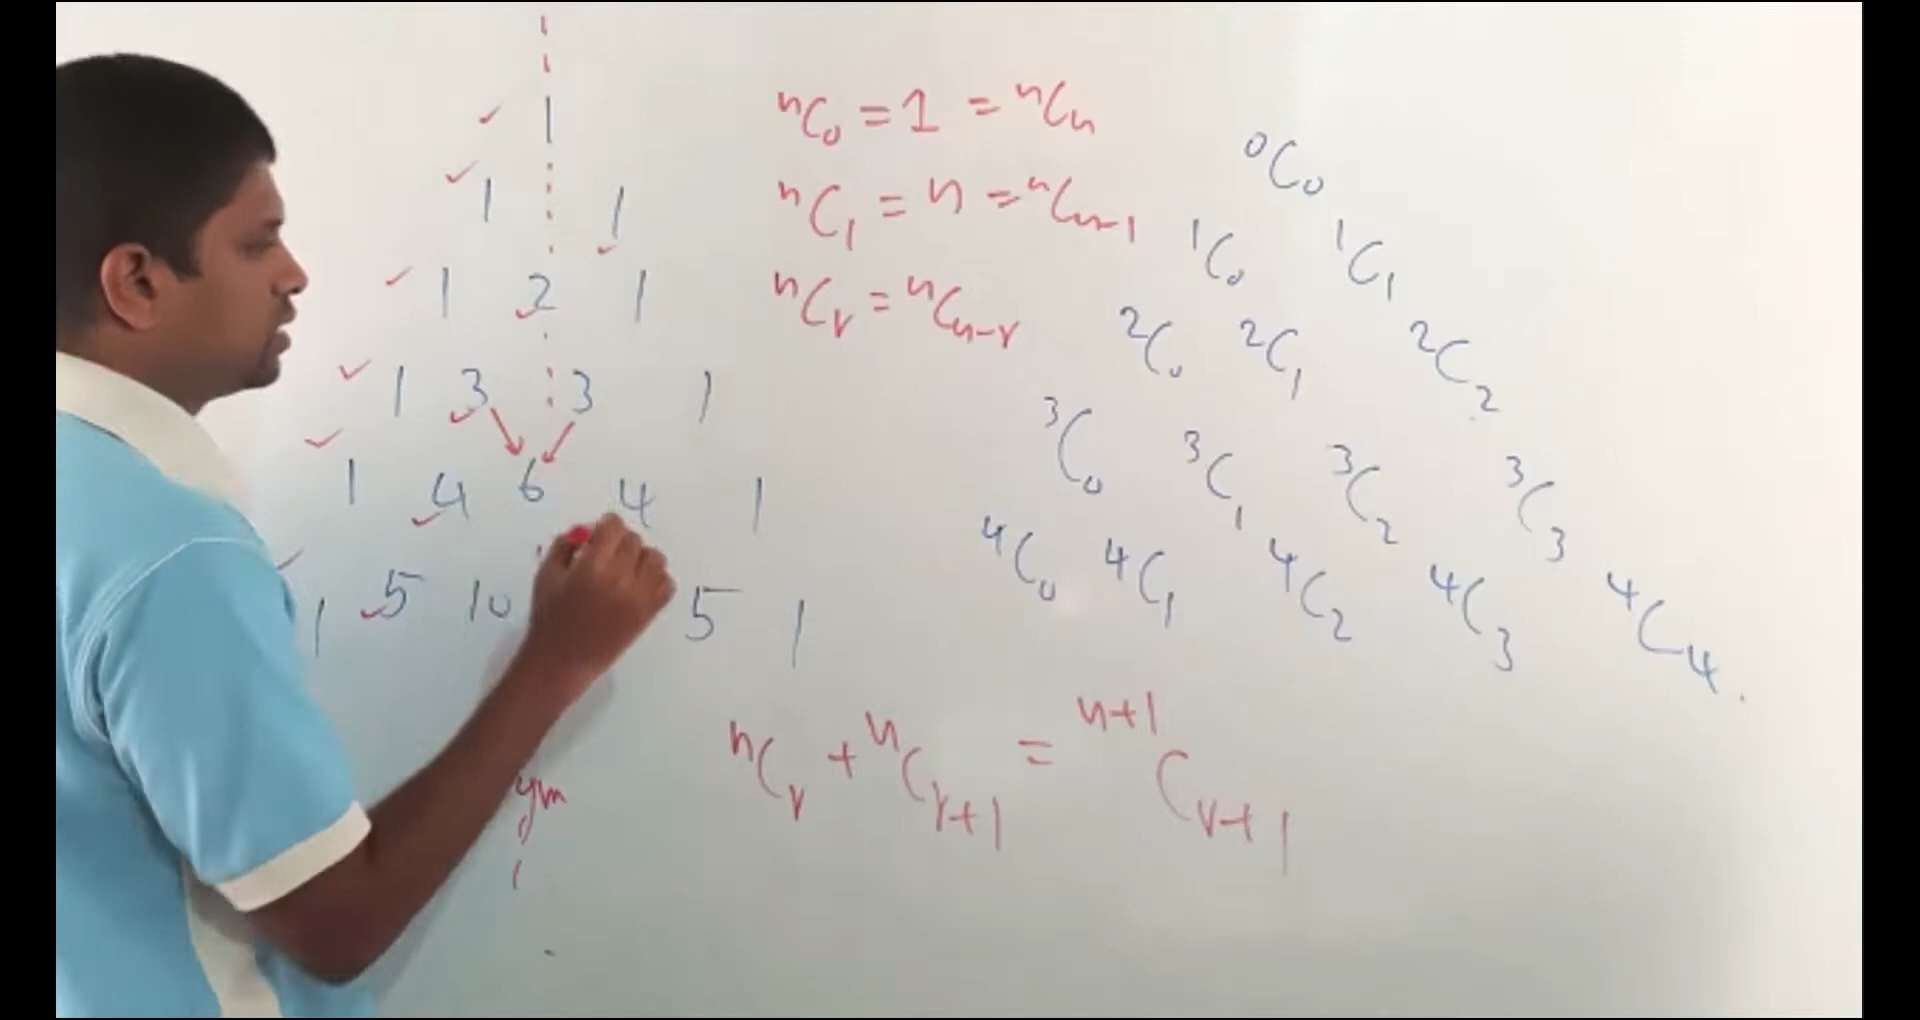 1
1 1
1 2 1
1 3 3 1
1 4 6 4 1
1 5 10 5 1
ym
ⁿC₀ = 1 = ⁿCₙ
ⁿC₁ = n = ⁿCₙ₋₁
ⁿCᵣ = ⁿCₙ₋ᵣ
⁰C₀
¹C₀ ¹C₁
²C₀ ²C₁ ²C₂
³C₀ ³C₁ ³C₂ ³C₃
⁴C₀ ⁴C₁ ⁴C₂ ⁴C₃ ⁴C₄.
ⁿCᵣ + ⁿCᵣ₊₁ = ⁿ⁺¹Cᵣ₊₁